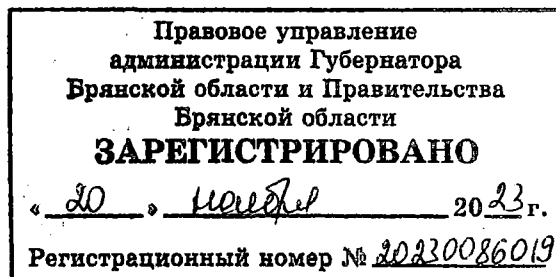 Правовое управление
администрации Губернатора
Брянской области и Правительства
Брянской области
ЗАРЕГИСТРИРОВАНО
« 20 » ноября 2023 г.
Регистрационный номер № 20230086019